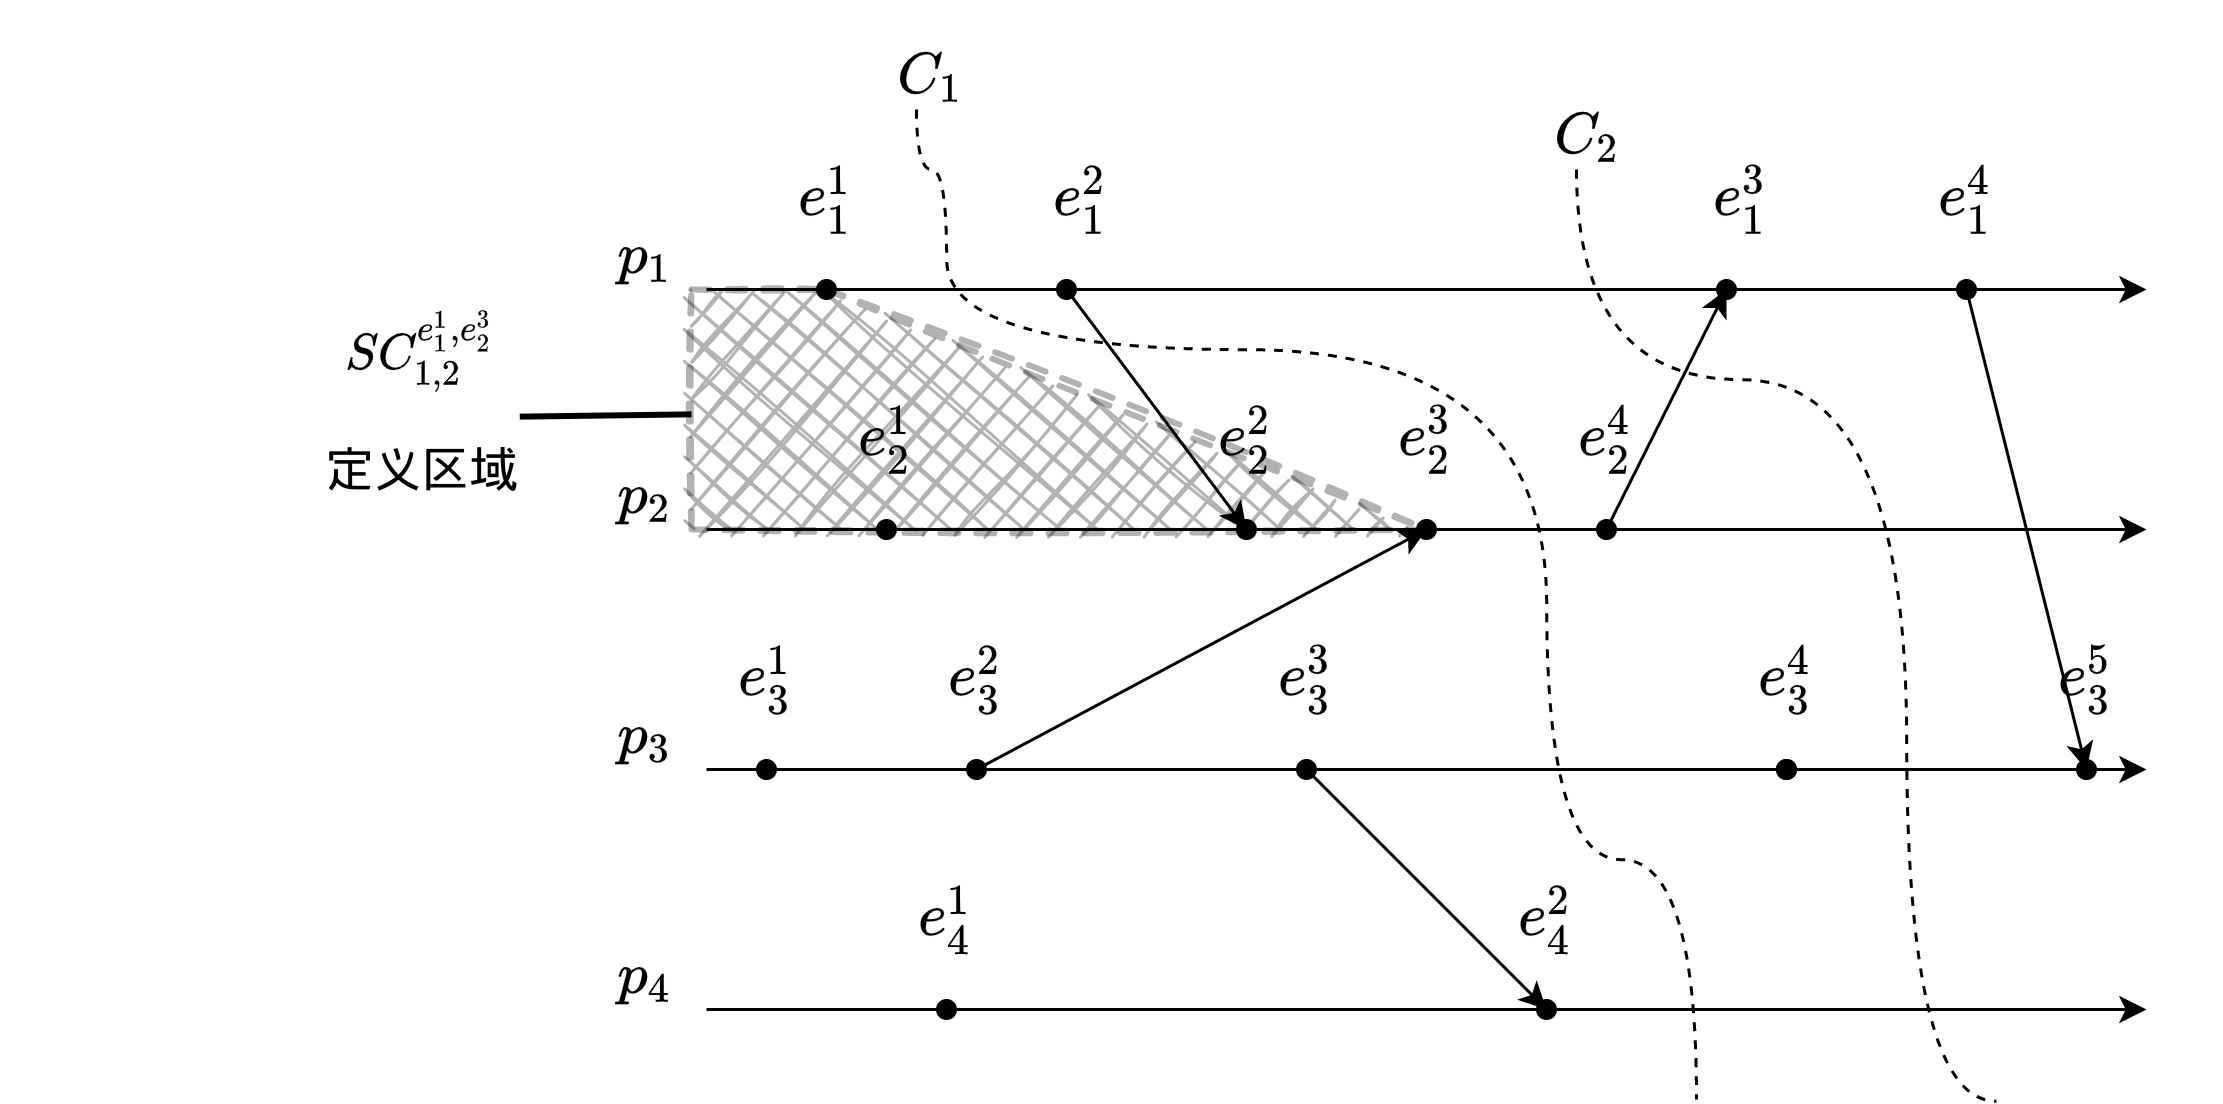 C_1
C_2
e_1^1 e_1^2 e_1^3 e_1^4
p_1
SC_{1,2}^{e_1^1,e_2^3}
定义区域
e_2^1 e_2^2 e_2^3 e_2^4
p_2
e_3^1 e_3^2 e_3^3 e_3^4 e_3^5
p_3
e_4^1 e_4^2
p_4